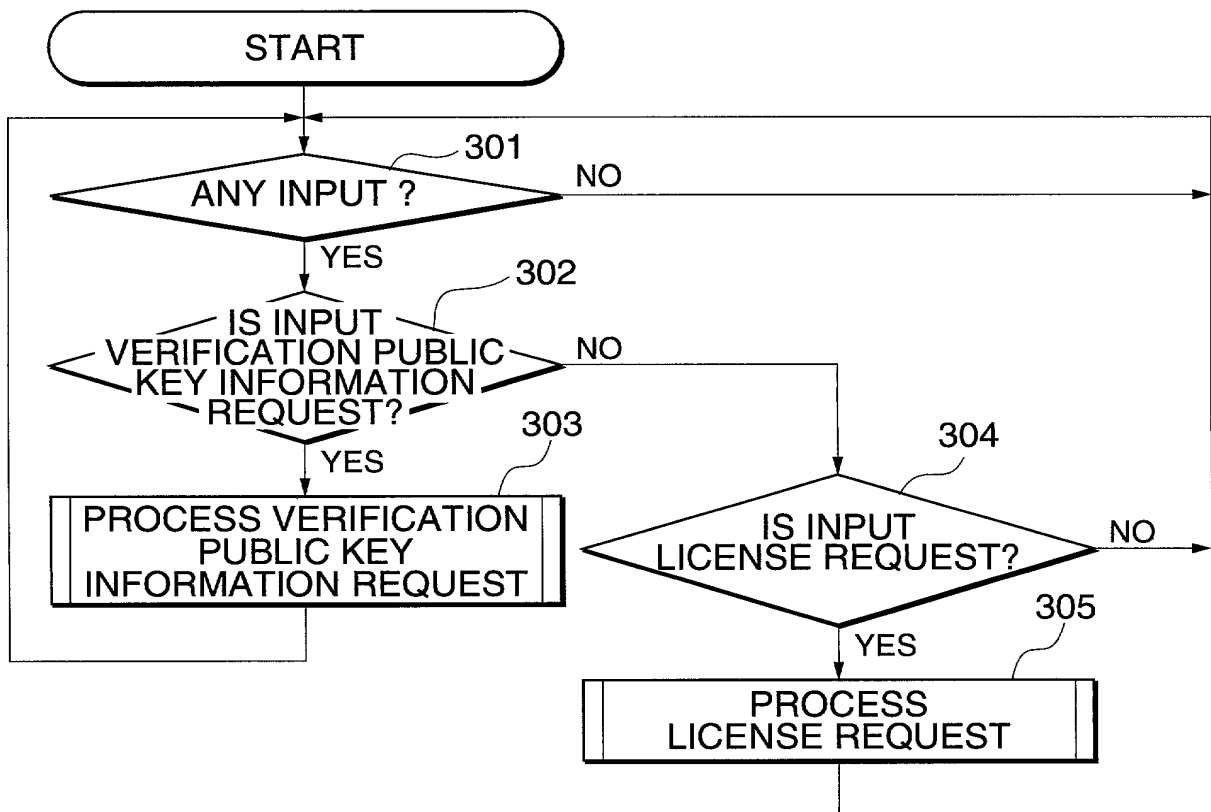 START
301
ANY INPUT ?
NO
YES
302
IS INPUT
VERIFICATION PUBLIC
KEY INFORMATION
REQUEST?
NO
YES
303
PROCESS VERIFICATION
PUBLIC KEY
INFORMATION REQUEST
304
IS INPUT
LICENSE REQUEST?
NO
YES
305
PROCESS
LICENSE REQUEST